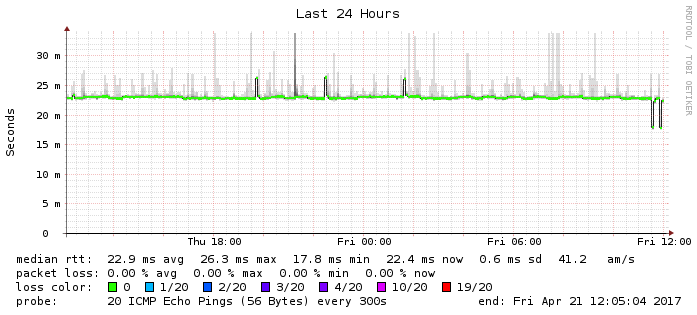 Last 24 Hours
RRDTOOL / TOBI OETIKER
Seconds
30 m
25 m
20 m
15 m
10 m
5 m
0
Thu 18:00 Fri 00:00 Fri 06:00 Fri 12:00
median rtt: 22.9 ms avg 26.3 ms max 17.8 ms min 22.4 ms now 0.6 ms sd 41.2 am/s
packet loss: 0.00 % avg 0.00 % max 0.00 % min 0.00 % now
loss color: 0 1/20 2/20 3/20 4/20 10/20 19/20
probe: 20 ICMP Echo Pings (56 Bytes) every 300s end: Fri Apr 21 12:05:04 2017